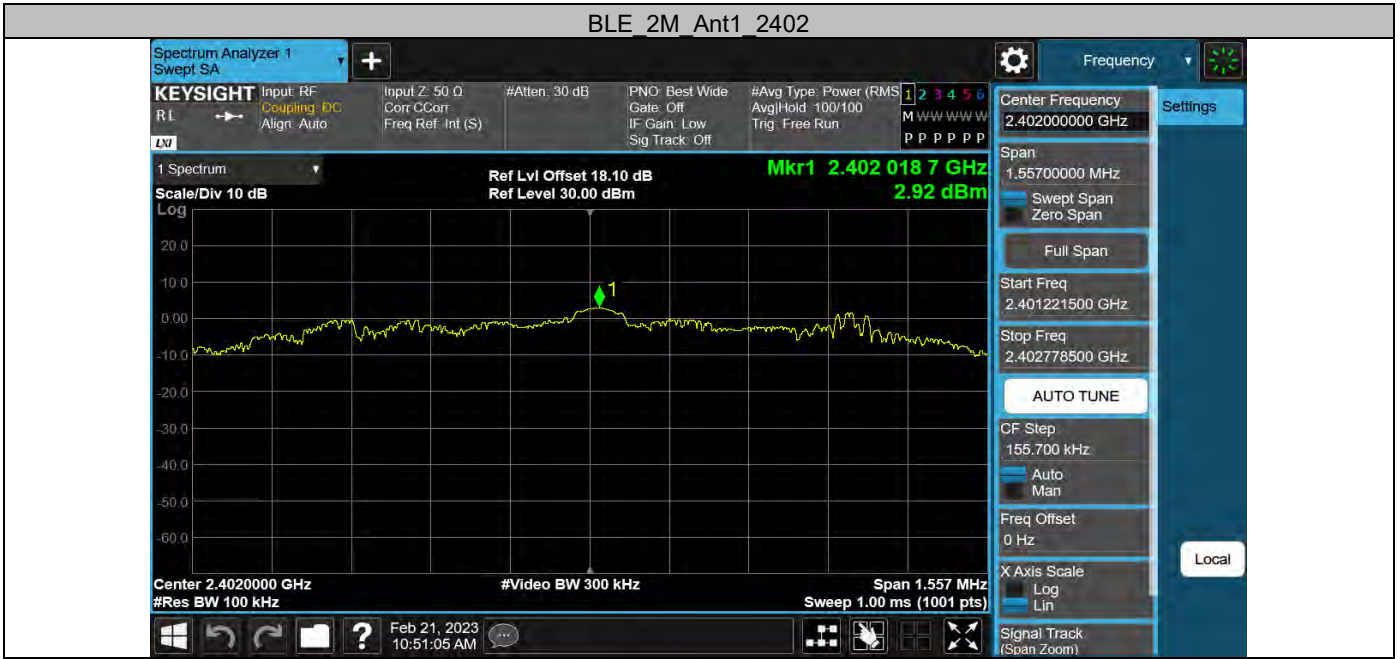 BLE_2M_Ant1_2402
Spectrum Analyzer 1
Swept SA
+
Frequency
KEYSIGHT
RL
LXI
Input: RF
Coupling: DC
Align: Auto
Input Z: 50 Ω
Corr CCorr
Freq Ref: Int (S)
#Atten: 30 dB
PNO: Best Wide
Gate: Off
IF Gain: Low
Sig Track: Off
#Avg Type: Power (RMS
Avg|Hold: 100/100
Trig: Free Run
1 2 3 4 5 6
M W W W W W
P P P P P P
1 Spectrum
Scale/Div 10 dB
Log
Ref Lvl Offset 18.10 dB
Ref Level 30.00 dBm
Mkr1 2.402 018 7 GHz
2.92 dBm
1
20.0
10.0
0.00
-10.0
-20.0
-30.0
-40.0
-50.0
-60.0
Center 2.4020000 GHz
#Res BW 100 kHz
#Video BW 300 kHz
Span 1.557 MHz
Sweep 1.00 ms (1001 pts)
?
Feb 21, 2023
10:51:05 AM
Center Frequency
2.402000000 GHz
Span
1.55700000 MHz
Swept Span
Zero Span
Full Span
Start Freq
2.401221500 GHz
Stop Freq
2.402778500 GHz
AUTO TUNE
CF Step
155.700 kHz
Auto
Man
Freq Offset
0 Hz
X Axis Scale
Log
Lin
Signal Track
(Span Zoom)
Settings
Local